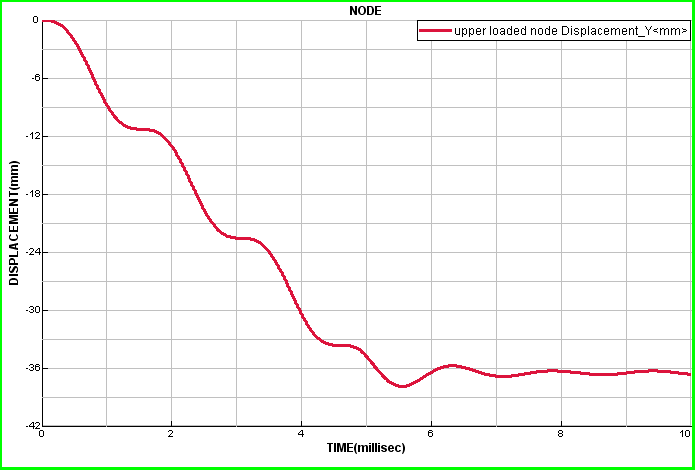 NODE
upper loaded node Displacement_Y<mm>
DISPLACEMENT(mm)
0
-6
-12
-18
-24
-30
-36
-42
0 2 4 6 8 10
TIME(millisec)